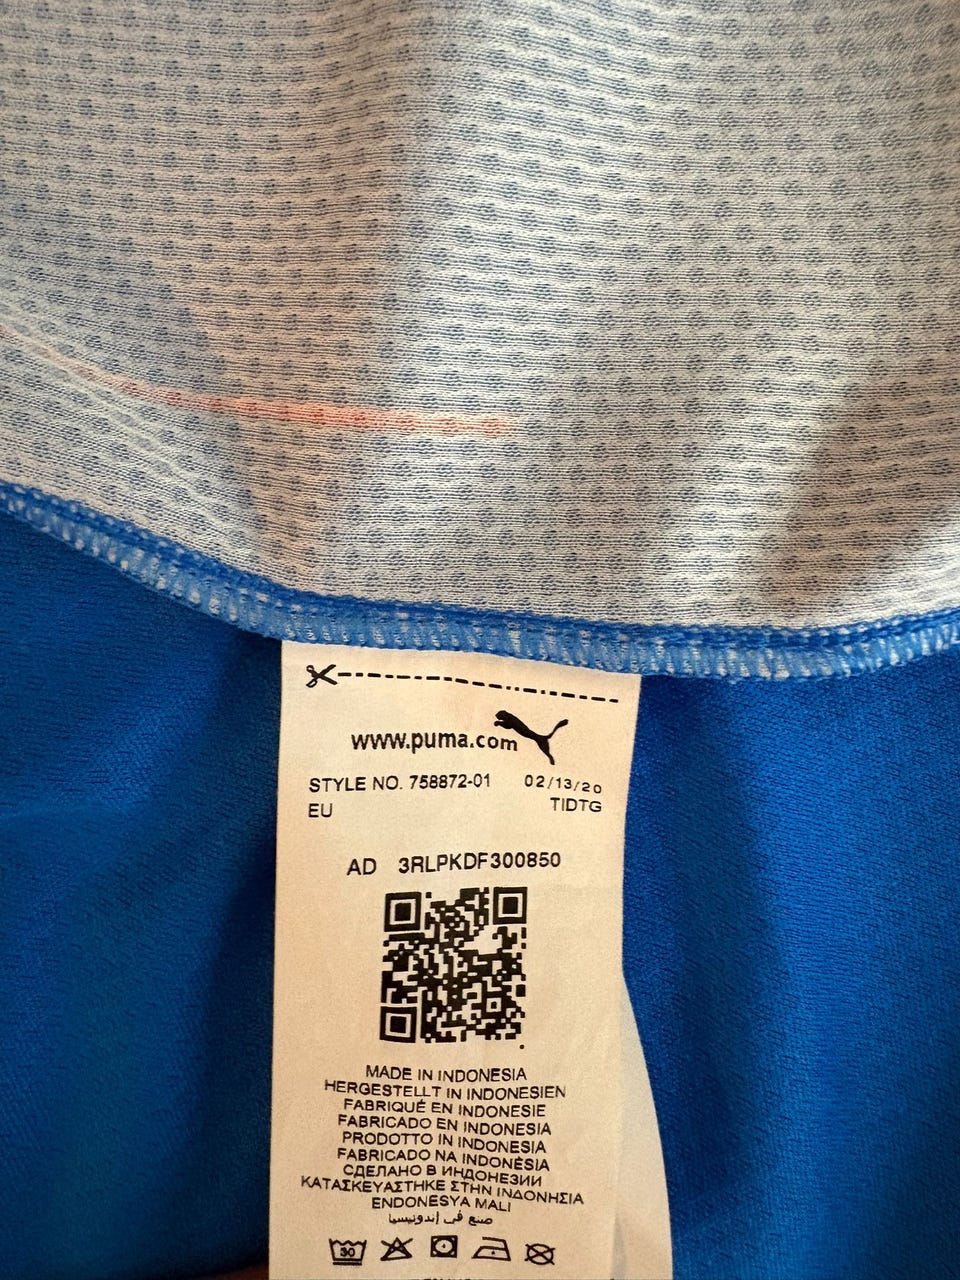 www.puma.com
STYLE NO. 758872-01 02/13/20
EU TIDTG
AD 3RLPKDF300850
MADE IN INDONESIA
HERGESTELLT IN INDONESIEN
FABRIQUÉ EN INDONESIE
FABRICADO EN INDONESIA
PRODOTTO IN INDONESIA
FABRICADO NA INDONÉSIA
СДЕЛАНО В ИНДОНЕЗИИ
ΚΑΤΑΣΚΕΥΑΣΤΗΚΕ ΣΤΗΝ ΙΝΔΟΝΗΣΙΑ
ENDONESYA MALI
صنع في إندونيسيا
30